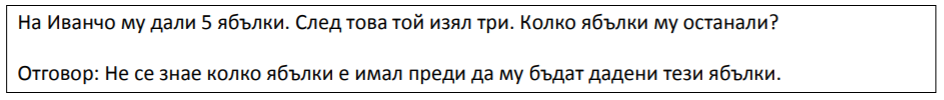 На Иванчо му дали 5 ябълки. След това той изял три. Колко ябълки му останали?
Отговор: Не се знае колко ябълки е имал преди да му бъдат дадени тези ябълки.